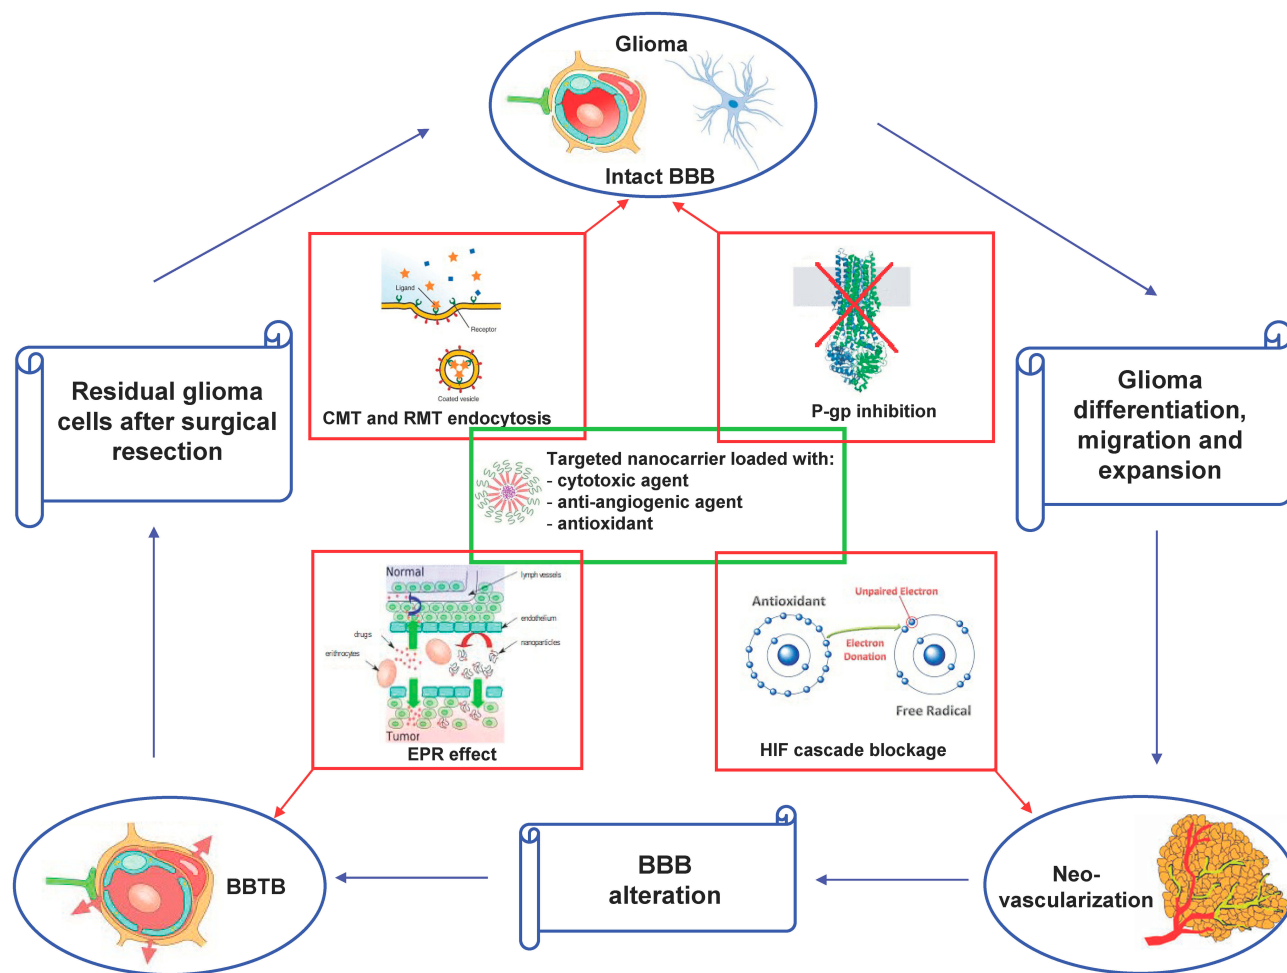 Glioma
Intact BBB
Ligand
Receptor
Coated vesicle
CMT and RMT endocytosis
P-gp inhibition
Residual glioma
cells after surgical
resection
Glioma
differentiation,
migration and
expansion
Targeted nanocarrier loaded with:
- cytotoxic agent
- anti-angiogenic agent
- antioxidant
Normal
lymph vessels
endothelium
drugs
nanoparticles
erithrocytes
Tumor
EPR effect
Unpaired Electron
Antioxidant
Electron
Donation
Free Radical
HIF cascade blockage
BBTB
BBB
alteration
Neo-
vascularization